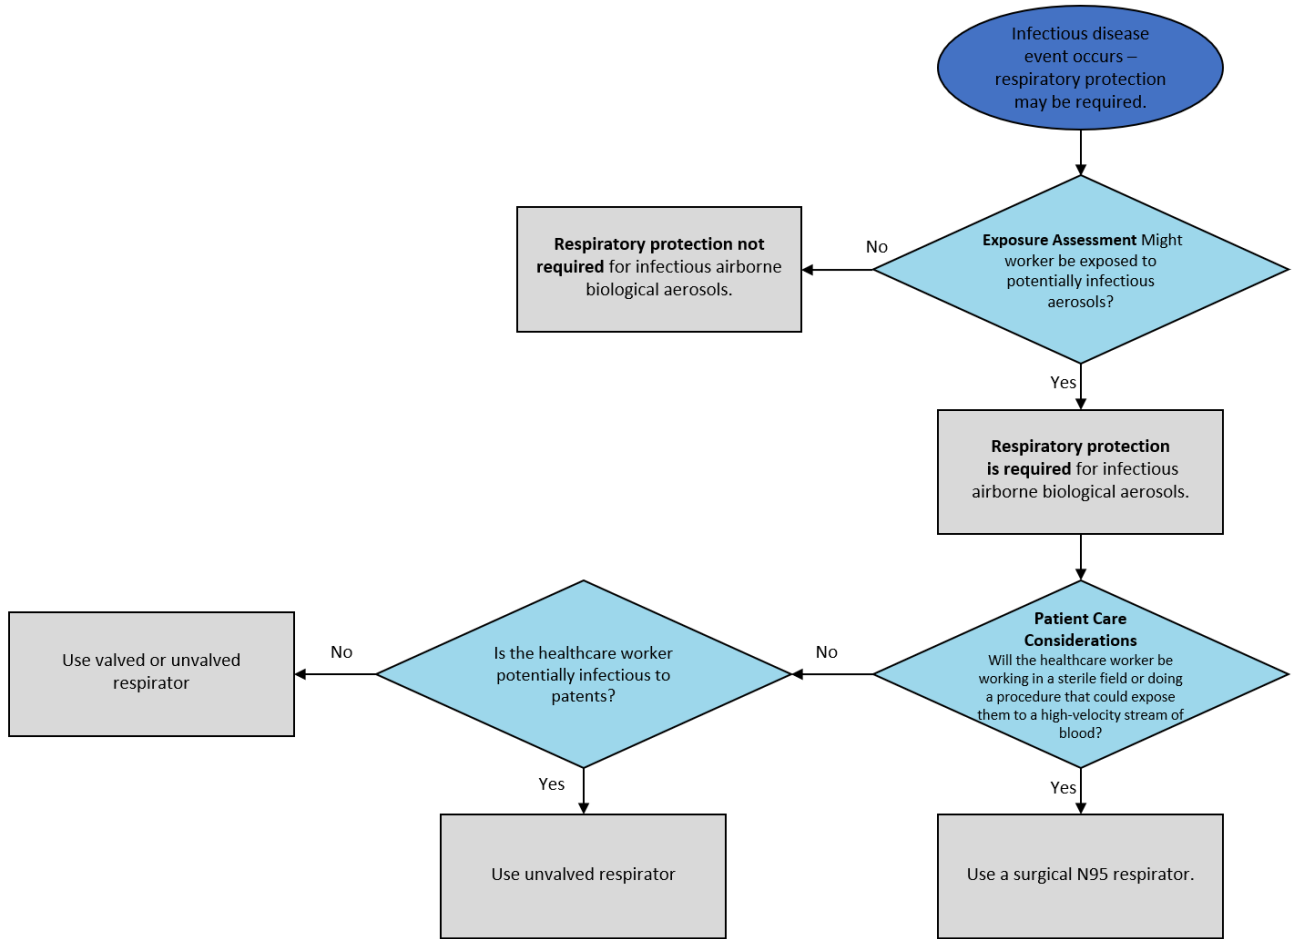 Infectious disease
event occurs –
respiratory protection
may be required.
Respiratory protection not
required for infectious airborne
biological aerosols.
No
Exposure Assessment Might
worker be exposed to
potentially infectious
aerosols?
Yes
Respiratory protection
is required for infectious
airborne biological aerosols.
Patient Care
Considerations
Will the healthcare worker be
working in a sterile field or doing
a procedure that could expose
them to a high-velocity stream of
blood?
No
Is the healthcare worker
potentially infectious to
patents?
No
Use valved or unvalved
respirator
Yes
Use unvalved respirator
Yes
Use a surgical N95 respirator.